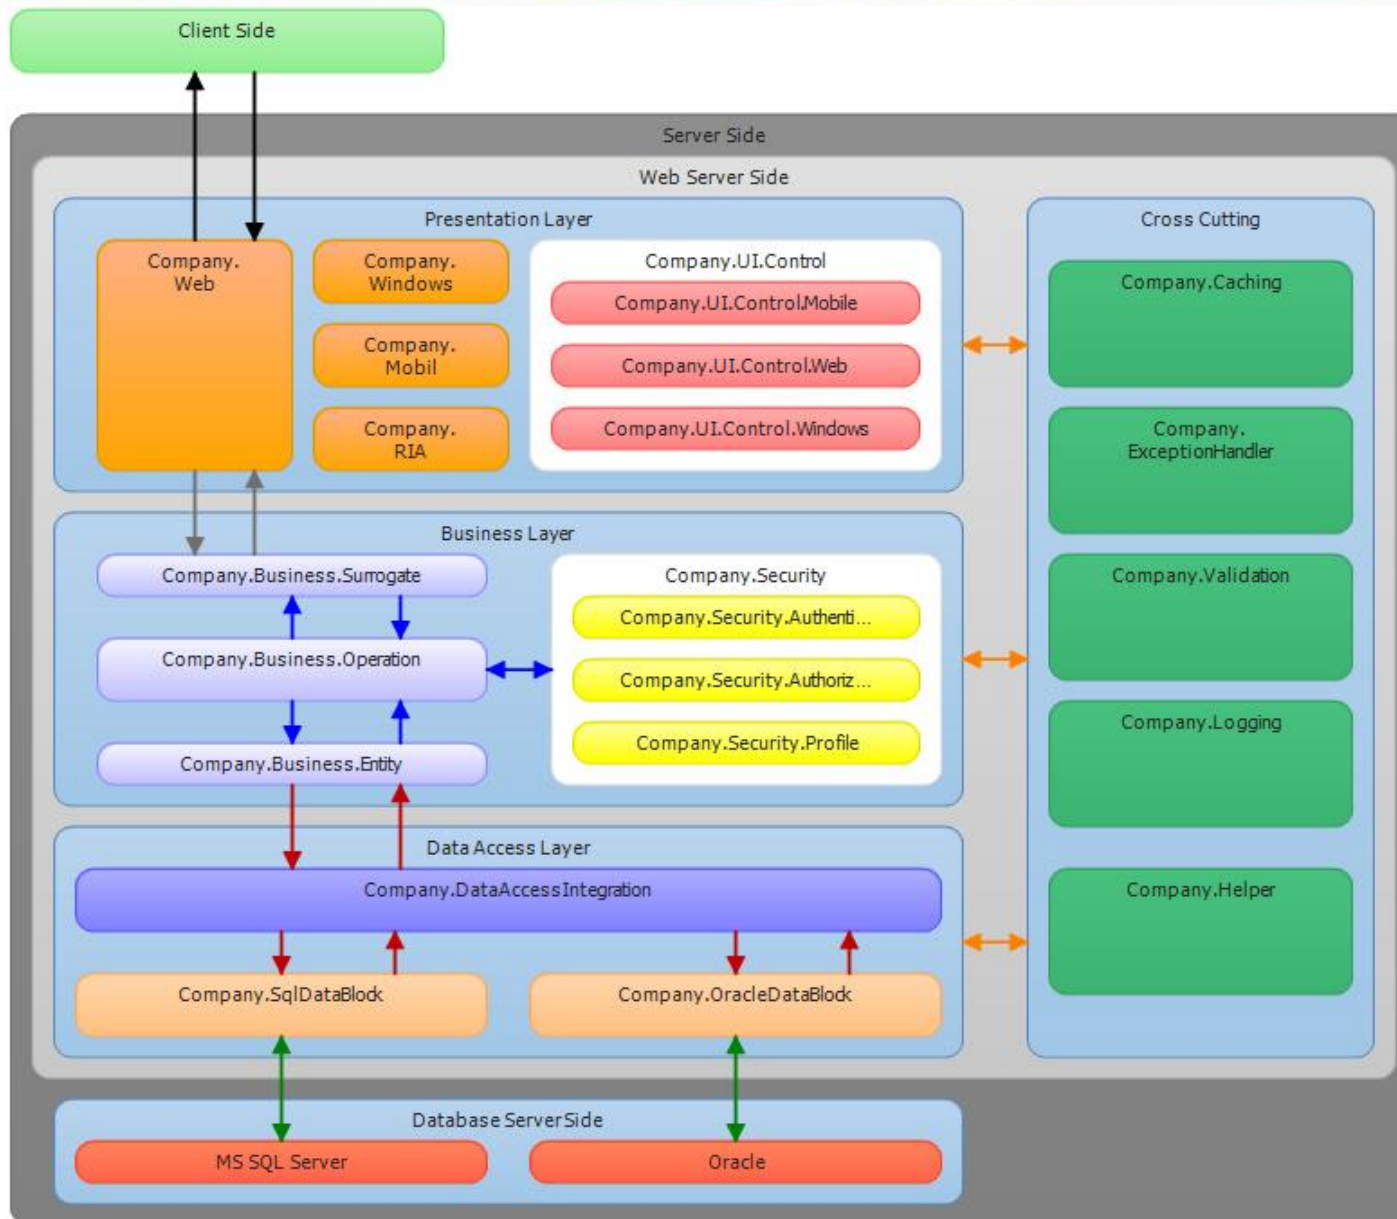 Client Side
Server Side
Web Server Side
Presentation Layer
Company.
Web
Company.
Windows
Company.
Mobil
Company.
RIA
Company.UI.Control
Company.UI.Control.Mobile
Company.UI.Control.Web
Company.UI.Control.Windows
Cross Cutting
Company.Caching
Company.
ExceptionHandler
Company.Validation
Company.Logging
Company.Helper
Business Layer
Company.Business.Surrogate
Company.Business.Operation
Company.Business.Entity
Company.Security
Company.Security.Authenti...
Company.Security.Authoriz...
Company.Security.Profile
Data Access Layer
Company.DataAccessIntegration
Company.SqlDataBlock
Company.OracleDataBlock
Database Server Side
MS SQL Server
Oracle